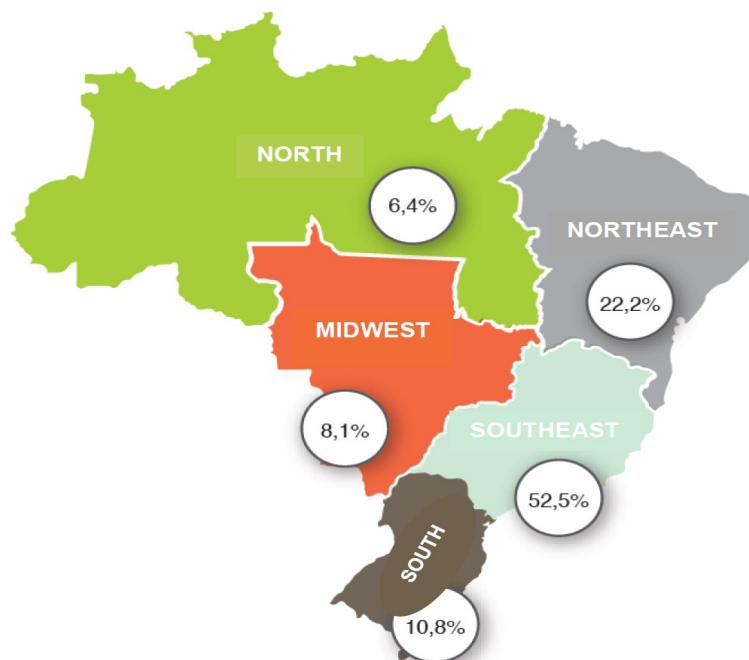 NORTH
6,4%
NORTHEAST
22,2%
MIDWEST
8,1%
SOUTHEAST
52,5%
SOUTH
10,8%